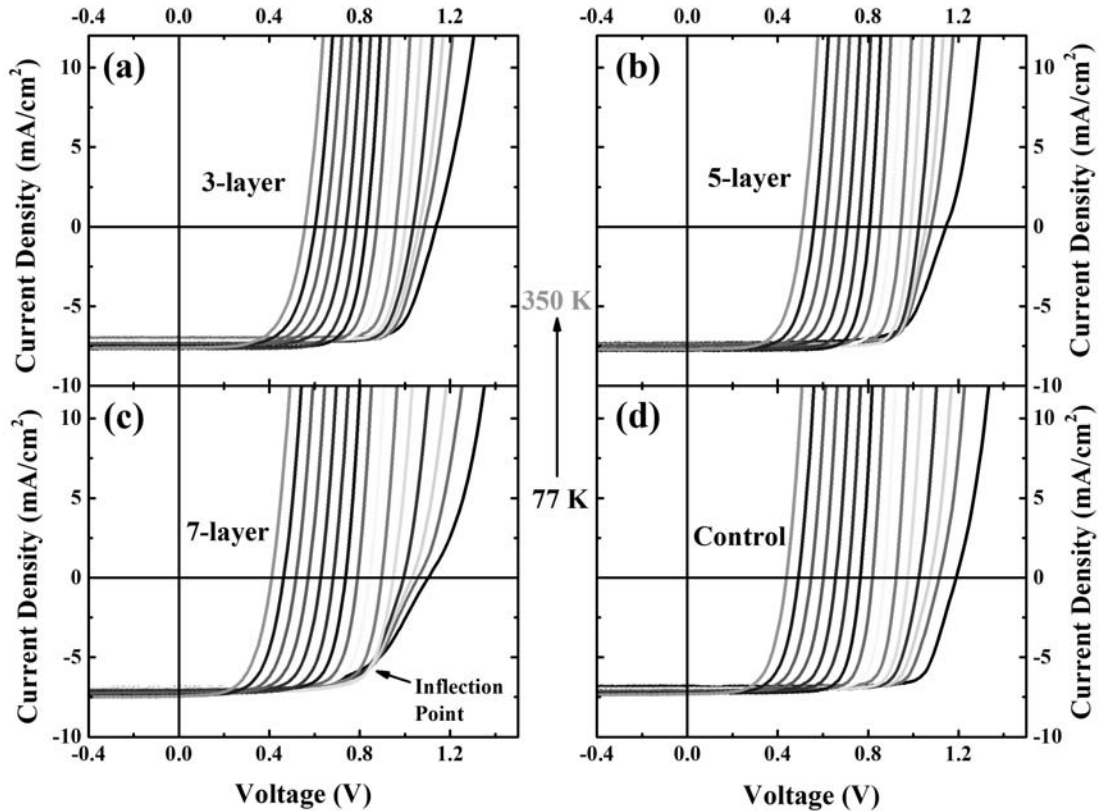 -0.4 0.0 0.4 0.8 1.2 -0.4 0.0 0.4 0.8 1.2
10 (a) (b) 10
5 3-layer 5-layer 5
0 0
-5 350 K -5
-10 -10
Current Density (mA/cm²)
Current Density (mA/cm²)
10 (c) (d) 10
77 K
5 7-layer Control 5
0 0
-5 -5
Inflection
Point
-10 -10
Current Density (mA/cm²)
Current Density (mA/cm²)
-0.4 0.0 0.4 0.8 1.2 -0.4 0.0 0.4 0.8 1.2
Voltage (V) Voltage (V)